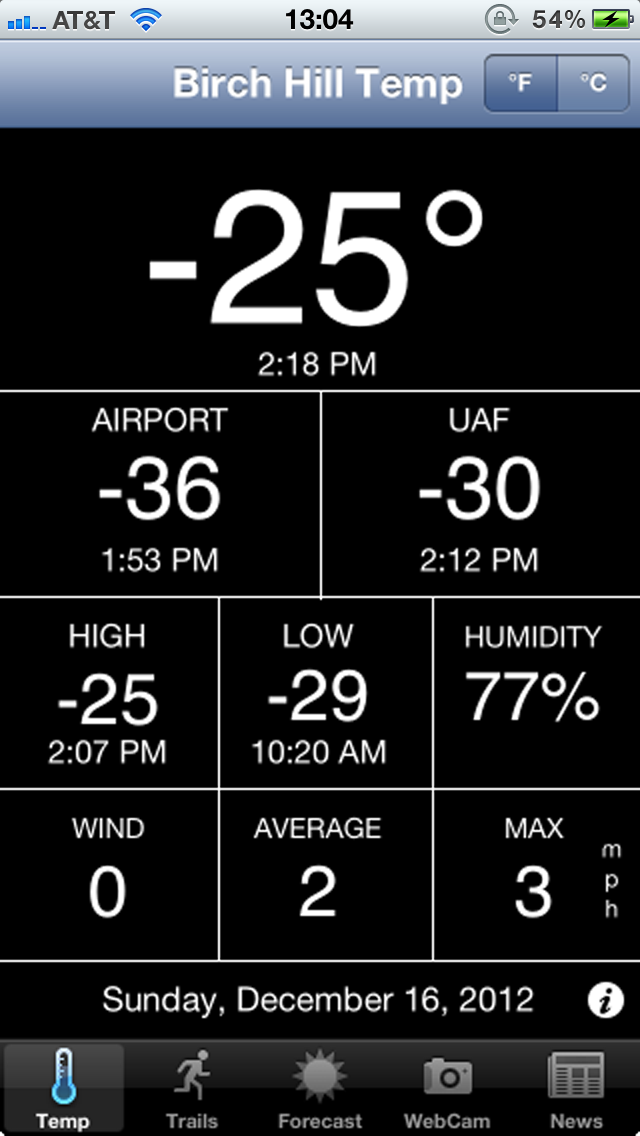 AT&T 13:04 54%
Birch Hill Temp °F °C
-25°
2:18 PM
AIRPORT UAF
-36 -30
1:53 PM 2:12 PM
HIGH LOW HUMIDITY
-25 -29 77%
2:07 PM 10:20 AM
WIND AVERAGE MAX
0 2 3 mph
Sunday, December 16, 2012 i
Temp Trails Forecast WebCam News